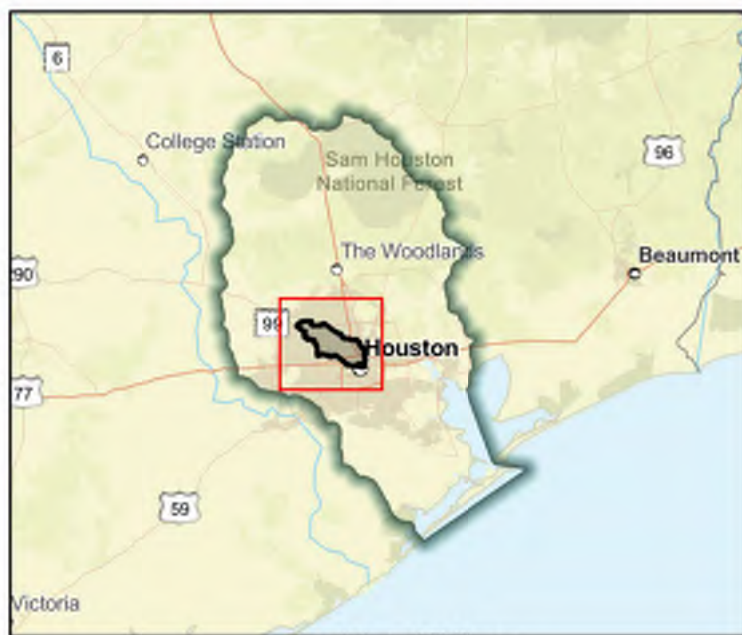 6
College Station
96
Sam Houston
National Forest
The Woodlands
Beaumont
90
99
Houston
77
59
Victoria